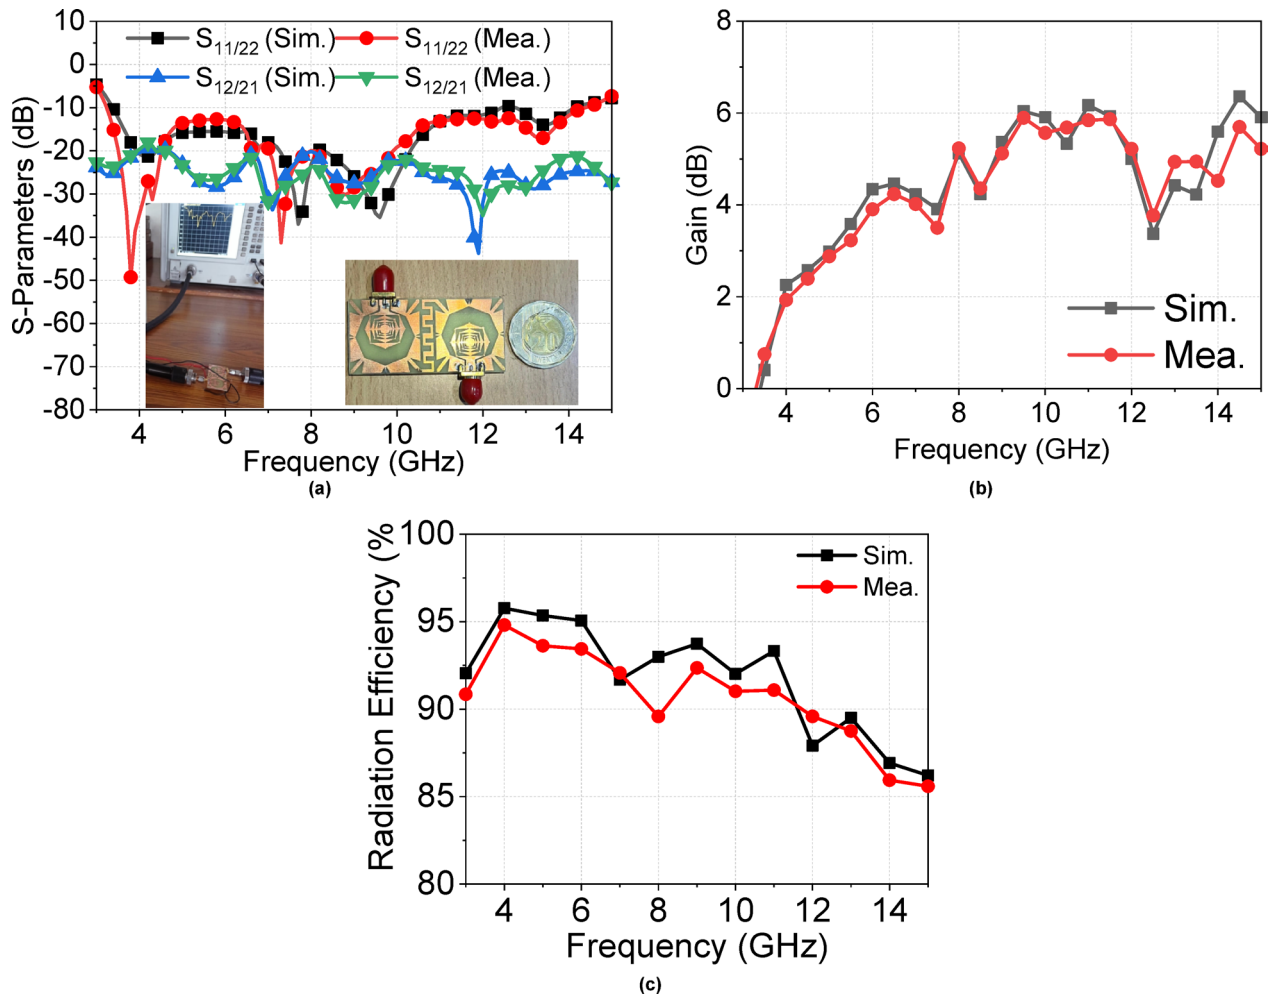 S11/22 (Sim.) S11/22 (Mea.)
S12/21 (Sim.) S12/21 (Mea.)
S-Parameters (dB)
10
0
-10
-20
-30
-40
-50
-60
-70
-80
4 6 8 10 12 14
Frequency (GHz)
(a)
Gain (dB)
8
6
4
2
0
Sim.
Mea.
4 6 8 10 12 14
Frequency (GHz)
(b)
Radiation Efficiency (%
100
95
90
85
80
Sim.
Mea.
4 6 8 10 12 14
Frequency (GHz)
(c)